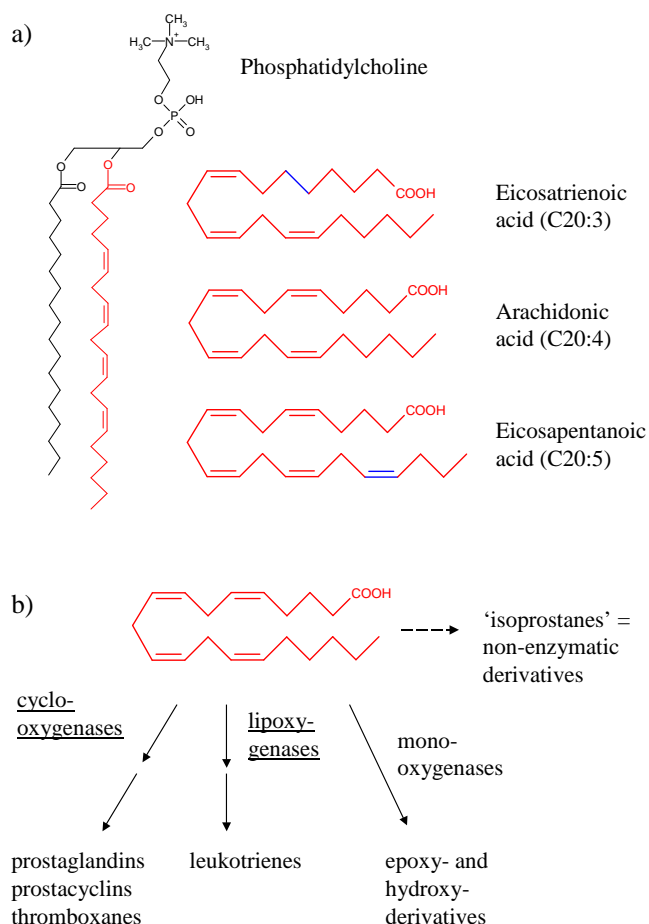 a)
CH3
H3C N+ CH3
O OH
P
O O
Phosphatidylcholine
O O
O O
COOH
Eicosatrienoic
acid (C20:3)
COOH
Arachidonic
acid (C20:4)
COOH
Eicosapentanoic
acid (C20:5)
b)
COOH
‘isoprostanes’ =
non-enzymatic
derivatives
cyclo-
oxygenases
lipoxy-
genases
mono-
oxygenases
prostaglandins
prostacyclins
thromboxanes
leukotrienes
epoxy- and
hydroxy-
derivatives